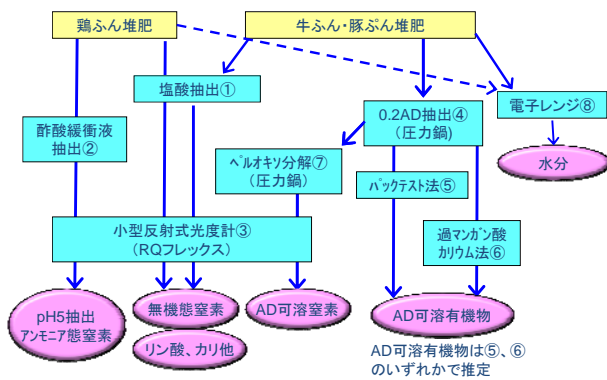 鶏ふん堆肥
牛ふん・豚ぷん堆肥
塩酸抽出①
電子レンジ⑧
0.2AD抽出④
(圧力鍋)
酢酸緩衝液
抽出②
水分
ペルオキソ分解⑦
(圧力鍋)
パックテスト法⑤
小型反射式光度計③
(RQフレックス)
過マンガン酸
カリウム法⑥
pH5抽出
アンモニア態窒素
無機態窒素
AD可溶窒素
AD可溶有機物
リン酸、カリ他
AD可溶有機物は⑤、⑥
のいずれかで推定